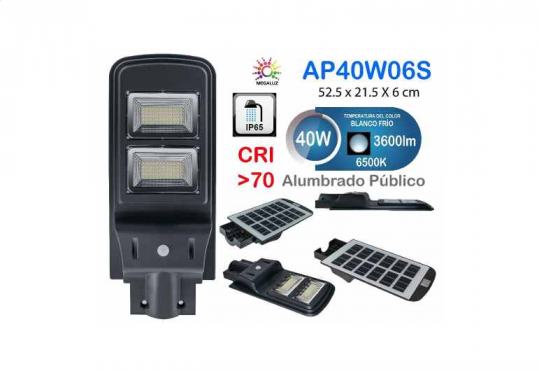 MEGALUZ
AP40W06S
52.5 x 21.5 X 6 cm
IP65
TEMPERATURA DEL COLOR
BLANCO FRÍO
40W
3600lm
6500K
CRI
>70
Alumbrado Público